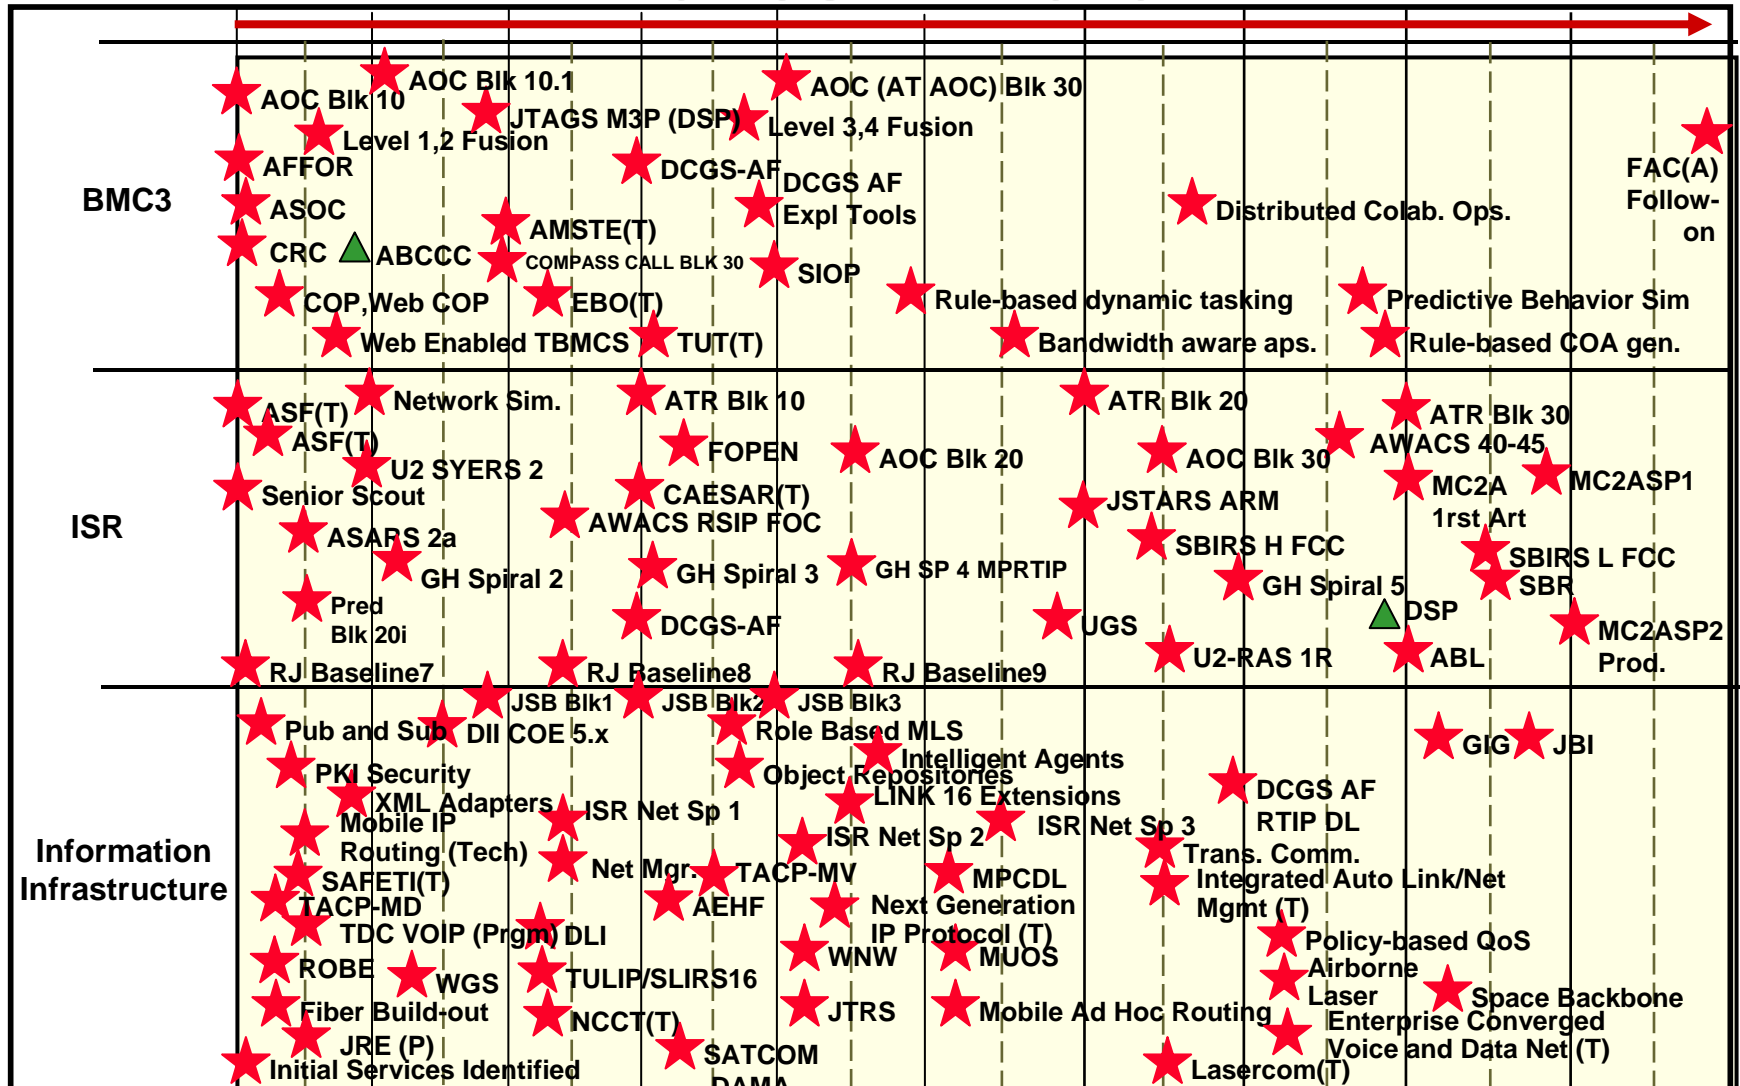 BMC3
AOC Blk 10
AOC Blk 10.1
AOC (AT AOC) Blk 30
JTAGS M3P (DSP)
Level 3,4 Fusion
Level 1,2 Fusion
AFFOR
DCGS-AF
DCGS AF
Expl Tools
FAC(A)
Follow-
on
ASOC
Distributed Colab. Ops.
AMSTE(T)
CRC
ABCCC
COMPASS CALL BLK 30
SIOP
COP,Web COP
EBO(T)
Rule-based dynamic tasking
Predictive Behavior Sim
Web Enabled TBMCS
TUT(T)
Bandwidth aware aps.
Rule-based COA gen.
ISR
ASF(T)
Network Sim.
ATR Blk 10
ATR Blk 20
ATR Blk 30
ASF(T)
FOPEN
AOC Blk 20
AOC Blk 30
AWACS 40-45
U2 SYERS 2
MC2A
1rst Art
MC2ASP1
Senior Scout
CAESAR(T)
JSTARS ARM
AWACS RSIP FOC
ASARS 2a
SBIRS H FCC
SBIRS L FCC
GH Spiral 2
GH Spiral 3
GH SP 4 MPRTIP
GH Spiral 5
SBR
Pred
Blk 20i
DCGS-AF
UGS
DSP
MC2ASP2
Prod.
U2-RAS 1R
ABL
RJ Baseline7
RJ Baseline8
RJ Baseline9
Information
Infrastructure
JSB Blk1
JSB Blk2
JSB Blk3
Pub and Sub
DII COE 5.x
Role Based MLS
GIG
JBI
Intelligent Agents
PKI Security
Object Repositories
DCGS AF
RTIP DL
XML Adapters
LINK 16 Extensions
ISR Net Sp 1
Mobile IP
Routing (Tech)
ISR Net Sp 2
ISR Net Sp 3
Trans. Comm.
Net Mgr.
TACP-MV
MPCDL
Integrated Auto Link/Net
Mgmt (T)
SAFETI(T)
TACP-MD
AEHF
Next Generation
IP Protocol (T)
TDC VOIP (Prgm)
DLI
Policy-based QoS
WNW
MUOS
ROBE
WGS
TULIP/SLIRS16
Airborne
Laser
Space Backbone
Fiber Build-out
NCCT(T)
JTRS
Mobile Ad Hoc Routing
Enterprise Converged
Voice and Data Net (T)
JRE (P)
SATCOM
DAMA
Initial Services Identified
Lasercom(T)